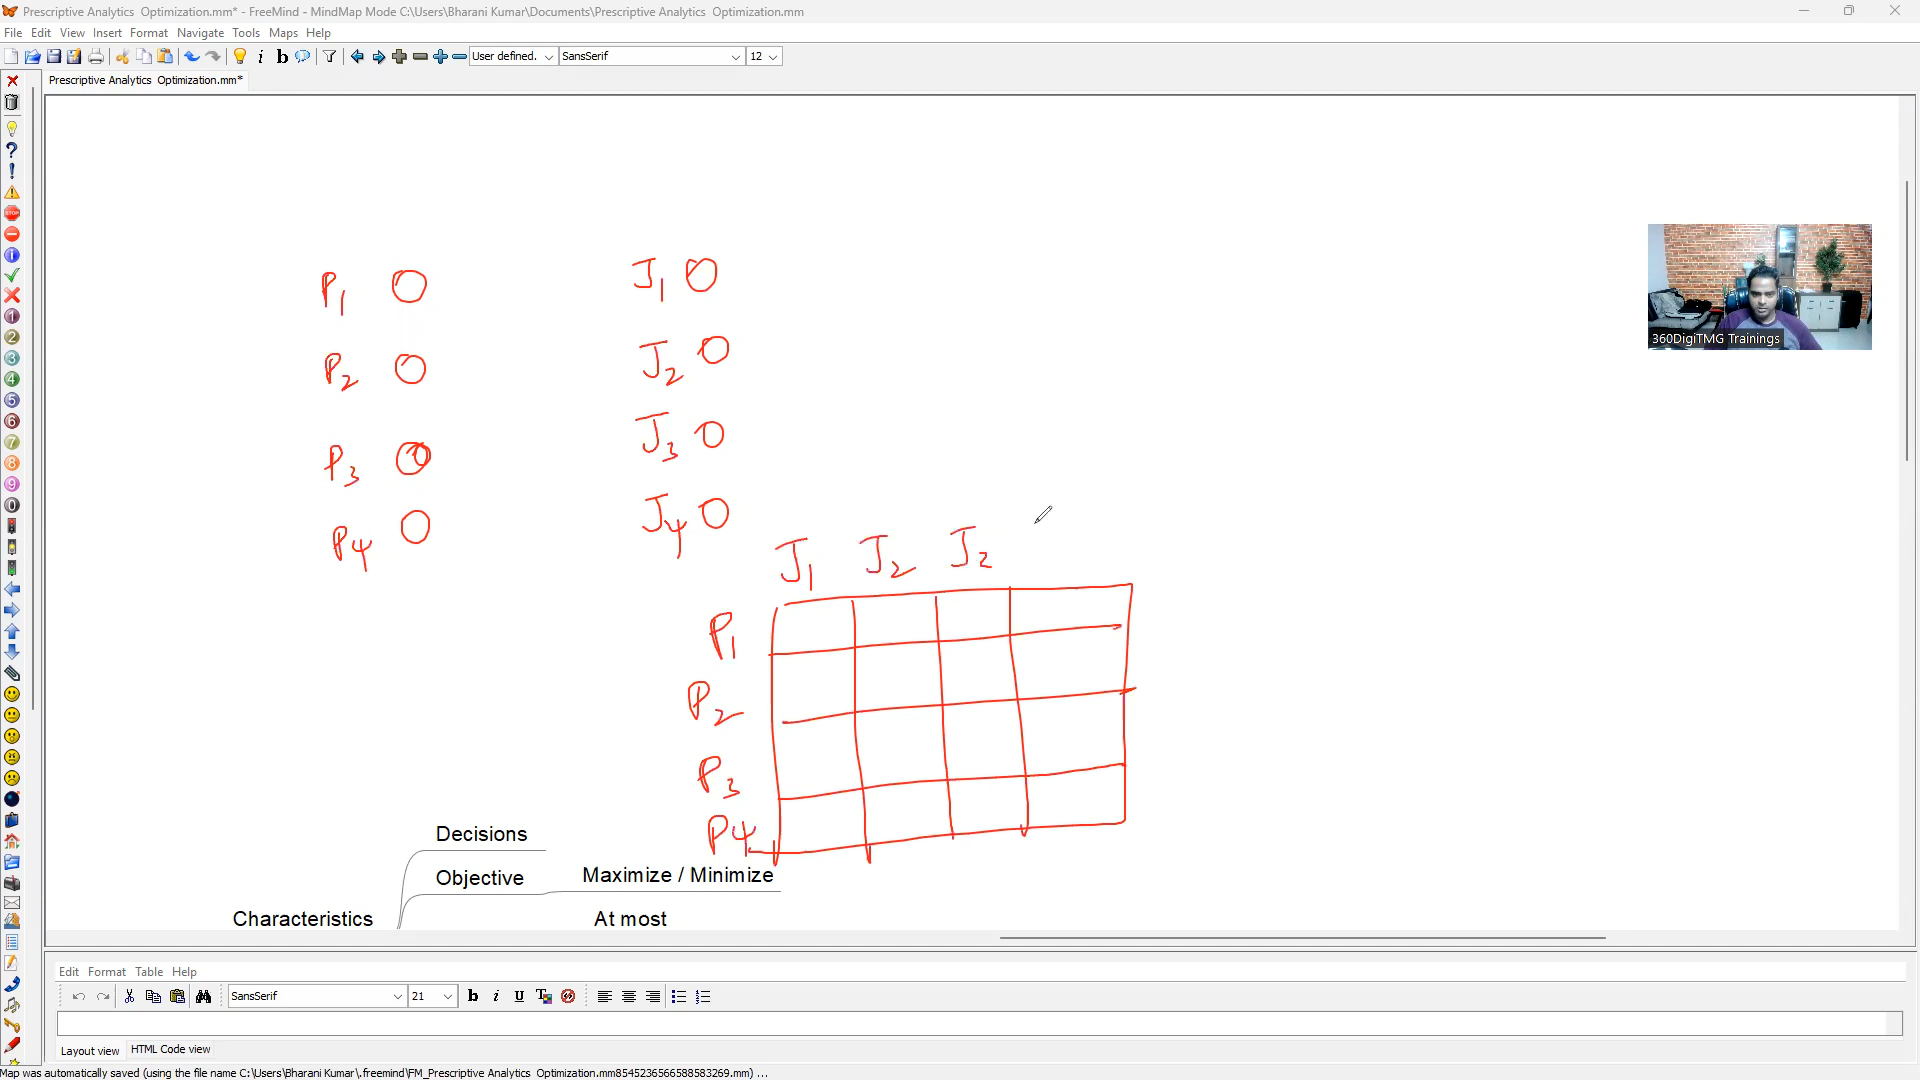 Prescriptive Analytics Optimization.mm* - FreeMind - MindMap Mode C:\Users\Bharani Kumar\Documents\Prescriptive Analytics Optimization.mm
File Edit View Insert Format Navigate Tools Maps Help
User defined. SansSerif 12
Prescriptive Analytics Optimization.mm*
P1 J1
P2 J2
P3 J3
P4 J4
360DigiTMG Trainings
J1 J2 J2
P1
P2
P3
P4
Decisions
Objective Maximize / Minimize
Characteristics At most
Edit Format Table Help
SansSerif 21
Layout view HTML Code view
Map was automatically saved (using the file name C:\Users\Bharani Kumar\.freemind\FM_Prescriptive Analytics Optimization.mm8545236566588583269.mm) ...